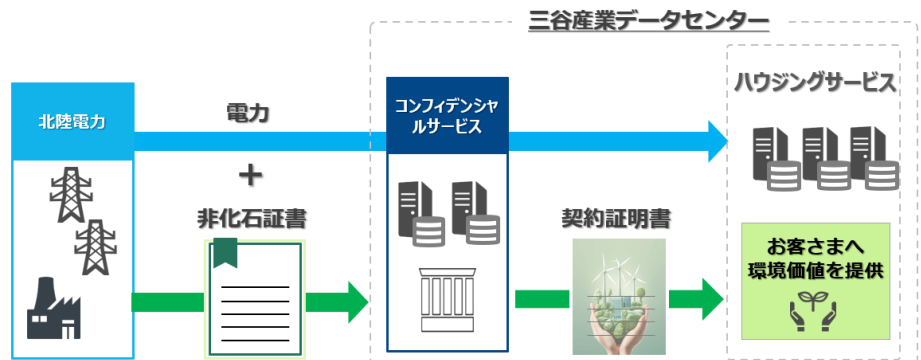 三谷産業データセンター
北陸電力
電力
+
非化石証書
コンフィデンシャ
ルサービス
契約証明書
ハウジングサービス
お客さまへ
環境価値を提供